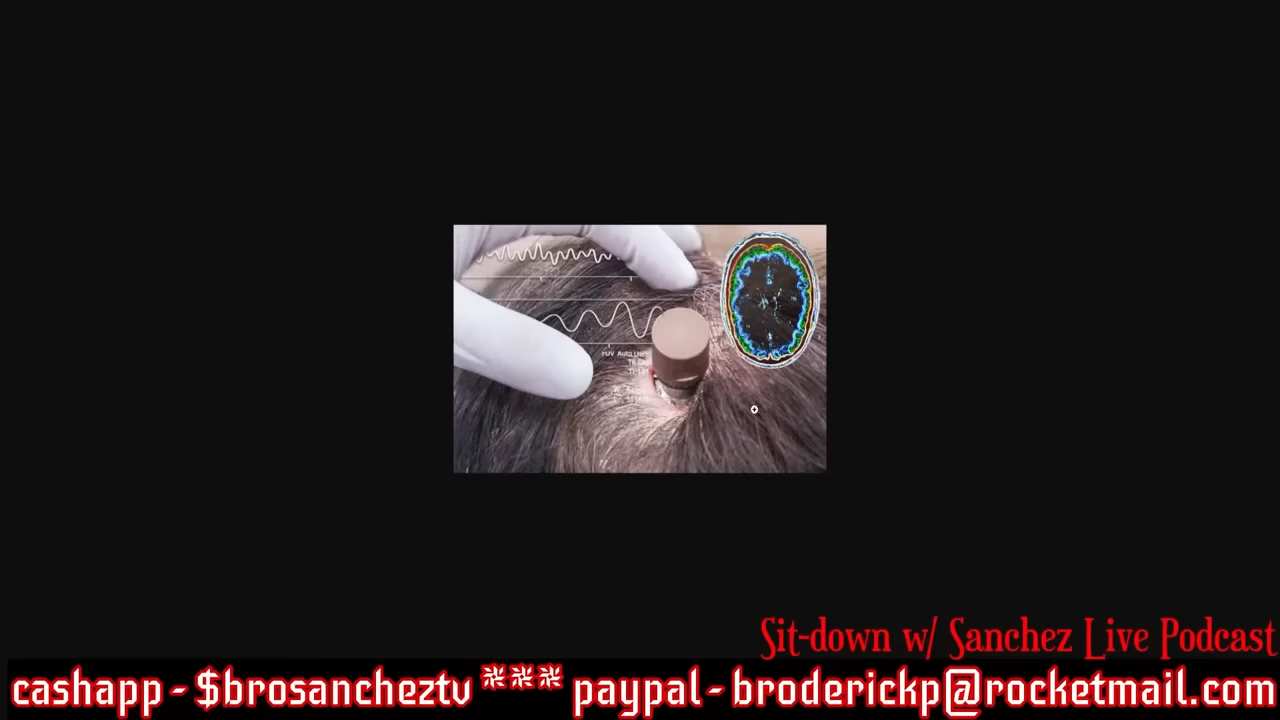 Sit-down w/ Sanchez Live Podcast
cashapp - $brosancheztv *** paypal - broderickp@rocketmail.com